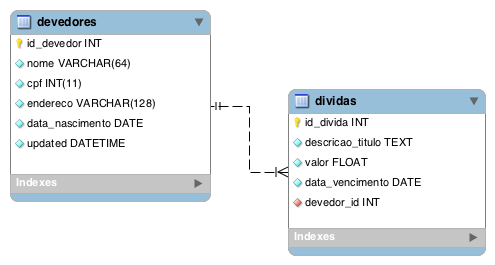 devedores
id_devedor INT
nome VARCHAR(64)
cpf INT(11)
endereco VARCHAR(128)
data_nascimento DATE
updated DATETIME
Indexes
dividas
id_divida INT
descricao_titulo TEXT
valor FLOAT
data_vencimento DATE
devedor_id INT
Indexes